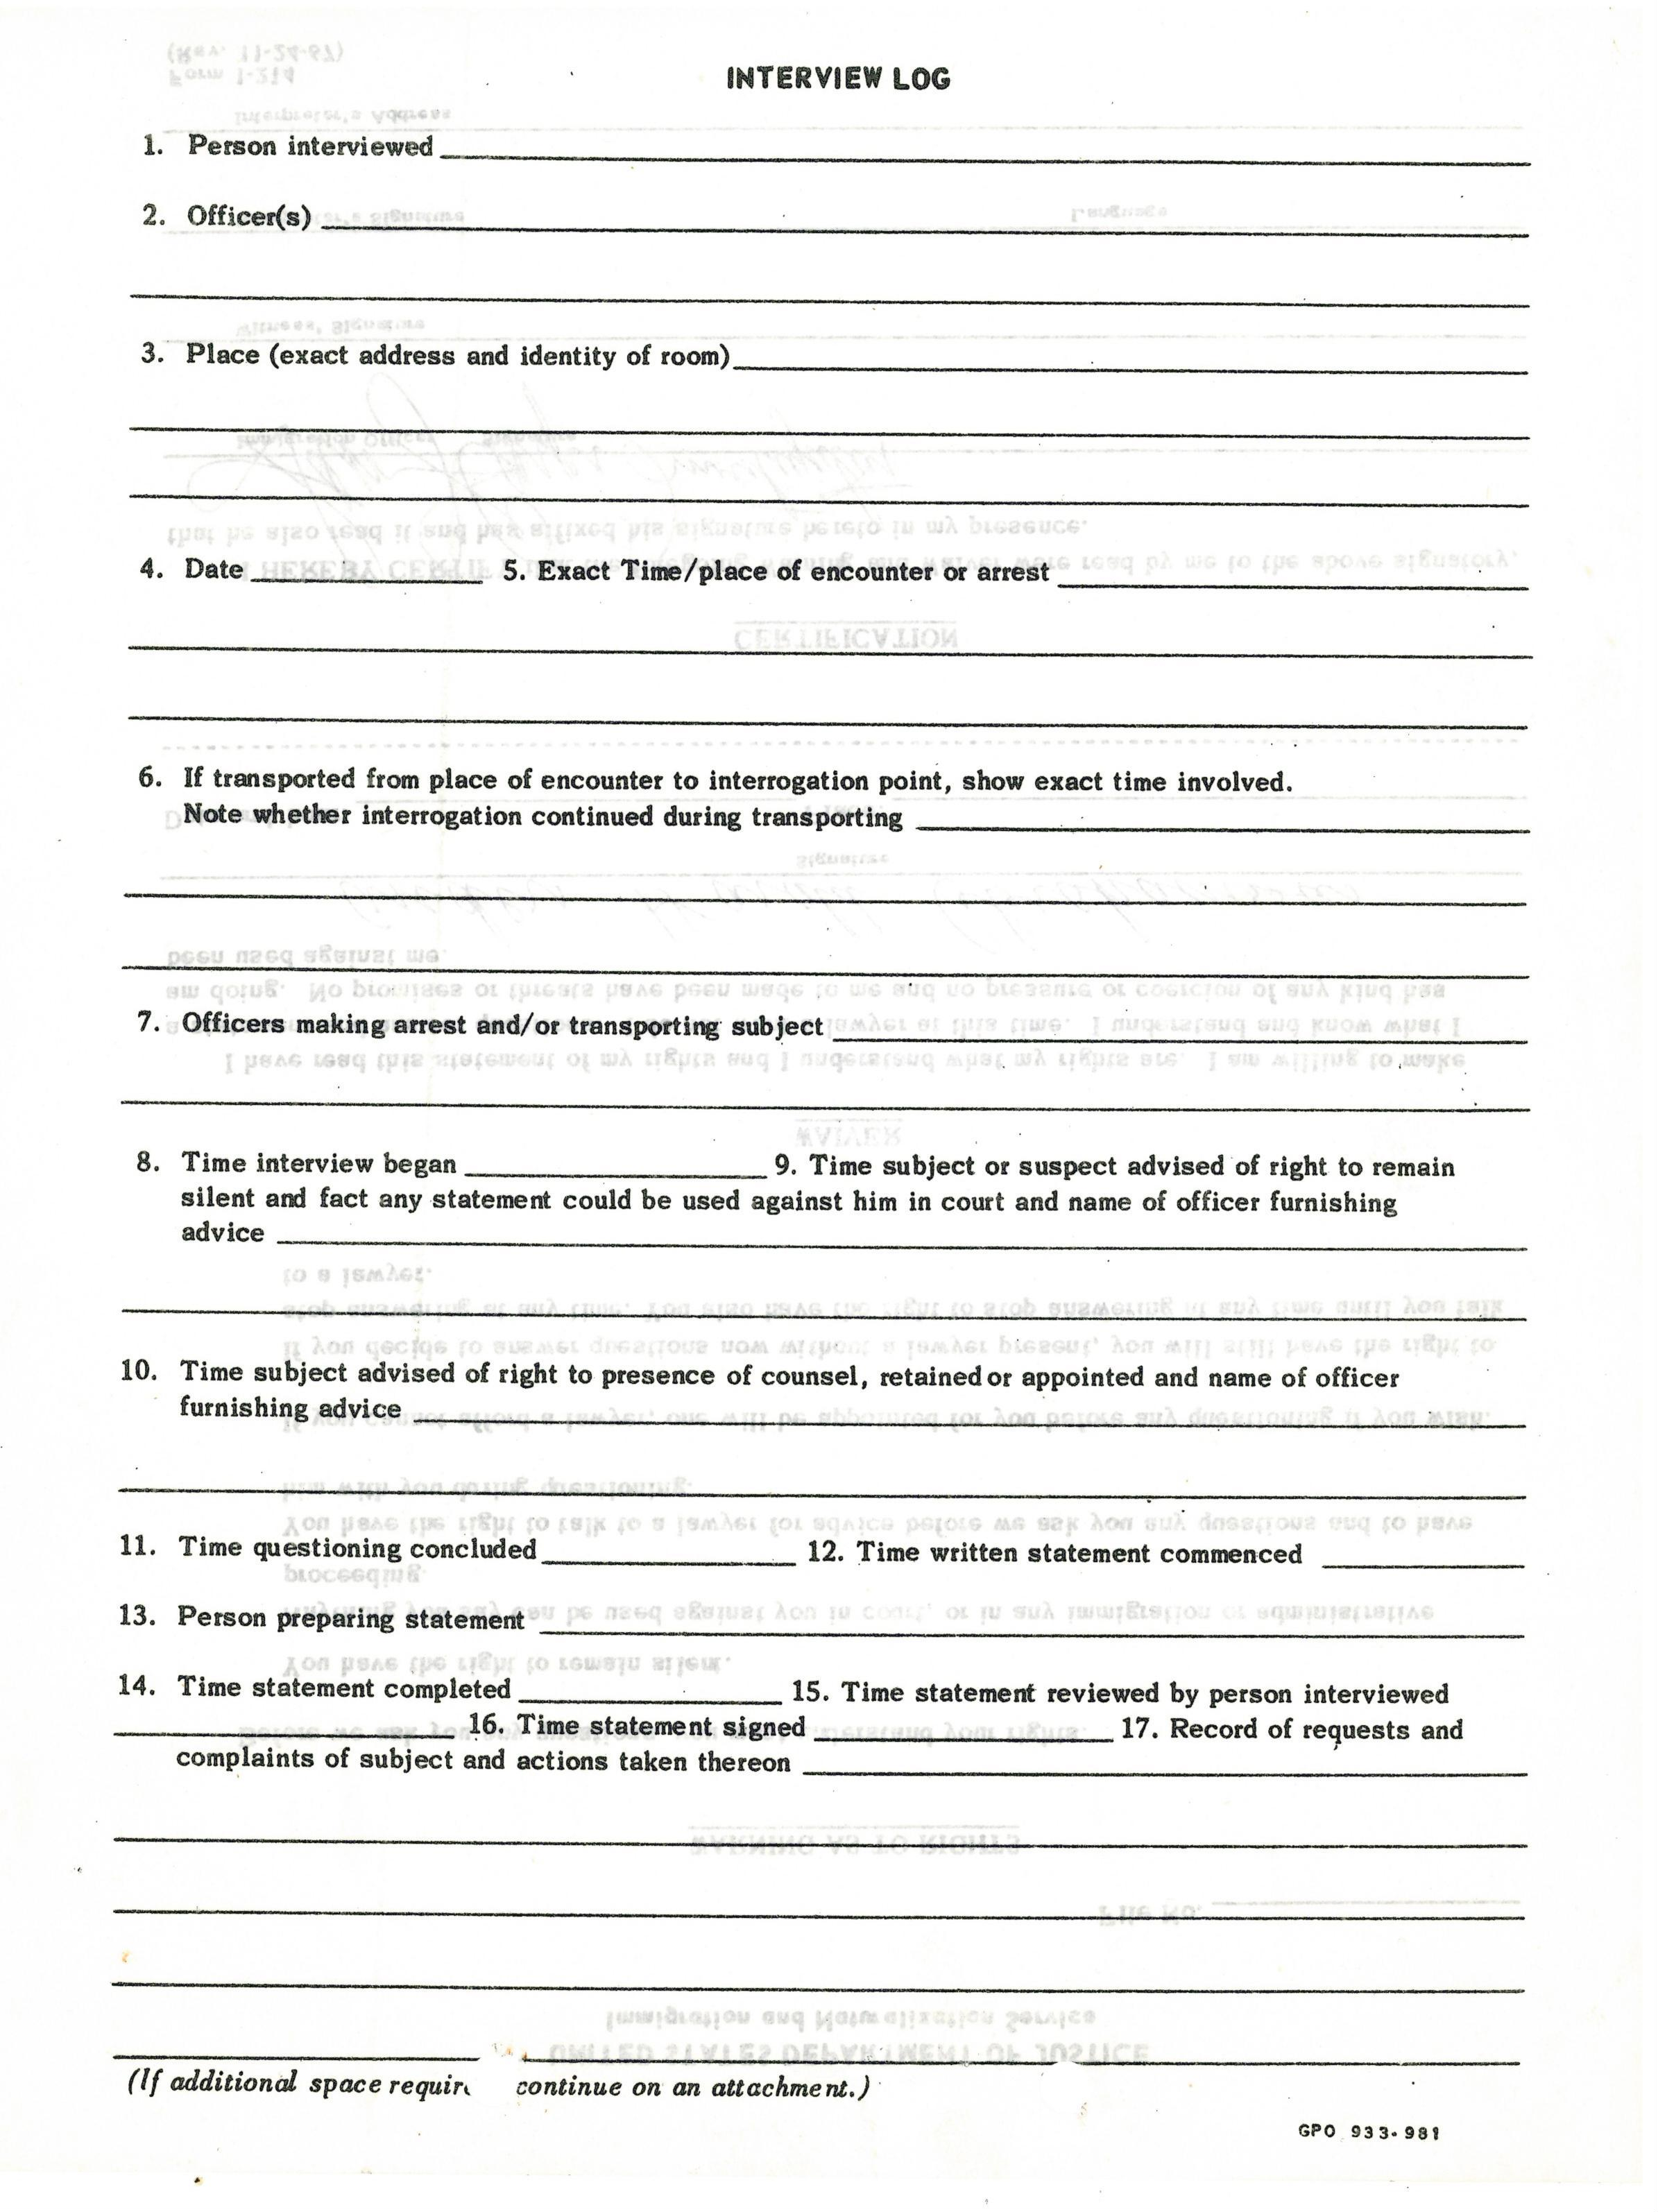 INTERVIEW LOG
1. Person interviewed
2. Officer(s)
3. Place (exact address and identity of room)
4. Date 5. Exact Time/place of encounter or arrest
6. If transported from place of encounter to interrogation point, show exact time involved.
Note whether interrogation continued during transporting
7. Officers making arrest and/or transporting subject
8. Time interview began 9. Time subject or suspect advised of right to remain
silent and fact any statement could be used against him in court and name of officer furnishing
advice
10. Time subject advised of right to presence of counsel, retained or appointed and name of officer
furnishing advice
11. Time questioning concluded 12. Time written statement commenced
13. Person preparing statement
14. Time statement completed 15. Time statement reviewed by person interviewed
16. Time statement signed 17. Record of requests and
complaints of subject and actions taken thereon
(If additional space requir continue on an attachment.)
GPO 933-981